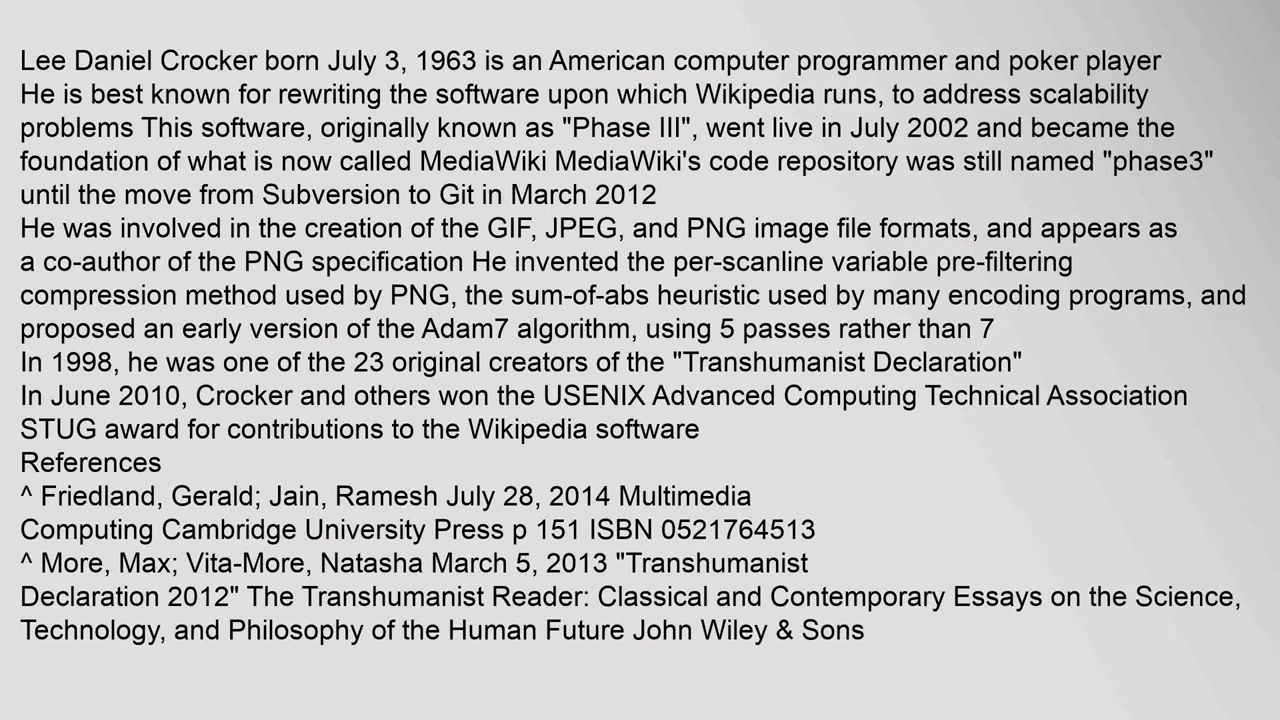 Lee Daniel Crocker born July 3, 1963 is an American computer programmer and poker player
He is best known for rewriting the software upon which Wikipedia runs, to address scalability
problems This software, originally known as "Phase III", went live in July 2002 and became the
foundation of what is now called MediaWiki MediaWiki's code repository was still named "phase3"
until the move from Subversion to Git in March 2012
He was involved in the creation of the GIF, JPEG, and PNG image file formats, and appears as
a co-author of the PNG specification He invented the per-scanline variable pre-filtering
compression method used by PNG, the sum-of-abs heuristic used by many encoding programs, and
proposed an early version of the Adam7 algorithm, using 5 passes rather than 7
In 1998, he was one of the 23 original creators of the "Transhumanist Declaration"
In June 2010, Crocker and others won the USENIX Advanced Computing Technical Association
STUG award for contributions to the Wikipedia software
References
^ Friedland, Gerald; Jain, Ramesh July 28, 2014 Multimedia
Computing Cambridge University Press p 151 ISBN 0521764513
^ More, Max; Vita-More, Natasha March 5, 2013 "Transhumanist
Declaration 2012" The Transhumanist Reader: Classical and Contemporary Essays on the Science,
Technology, and Philosophy of the Human Future John Wiley & Sons